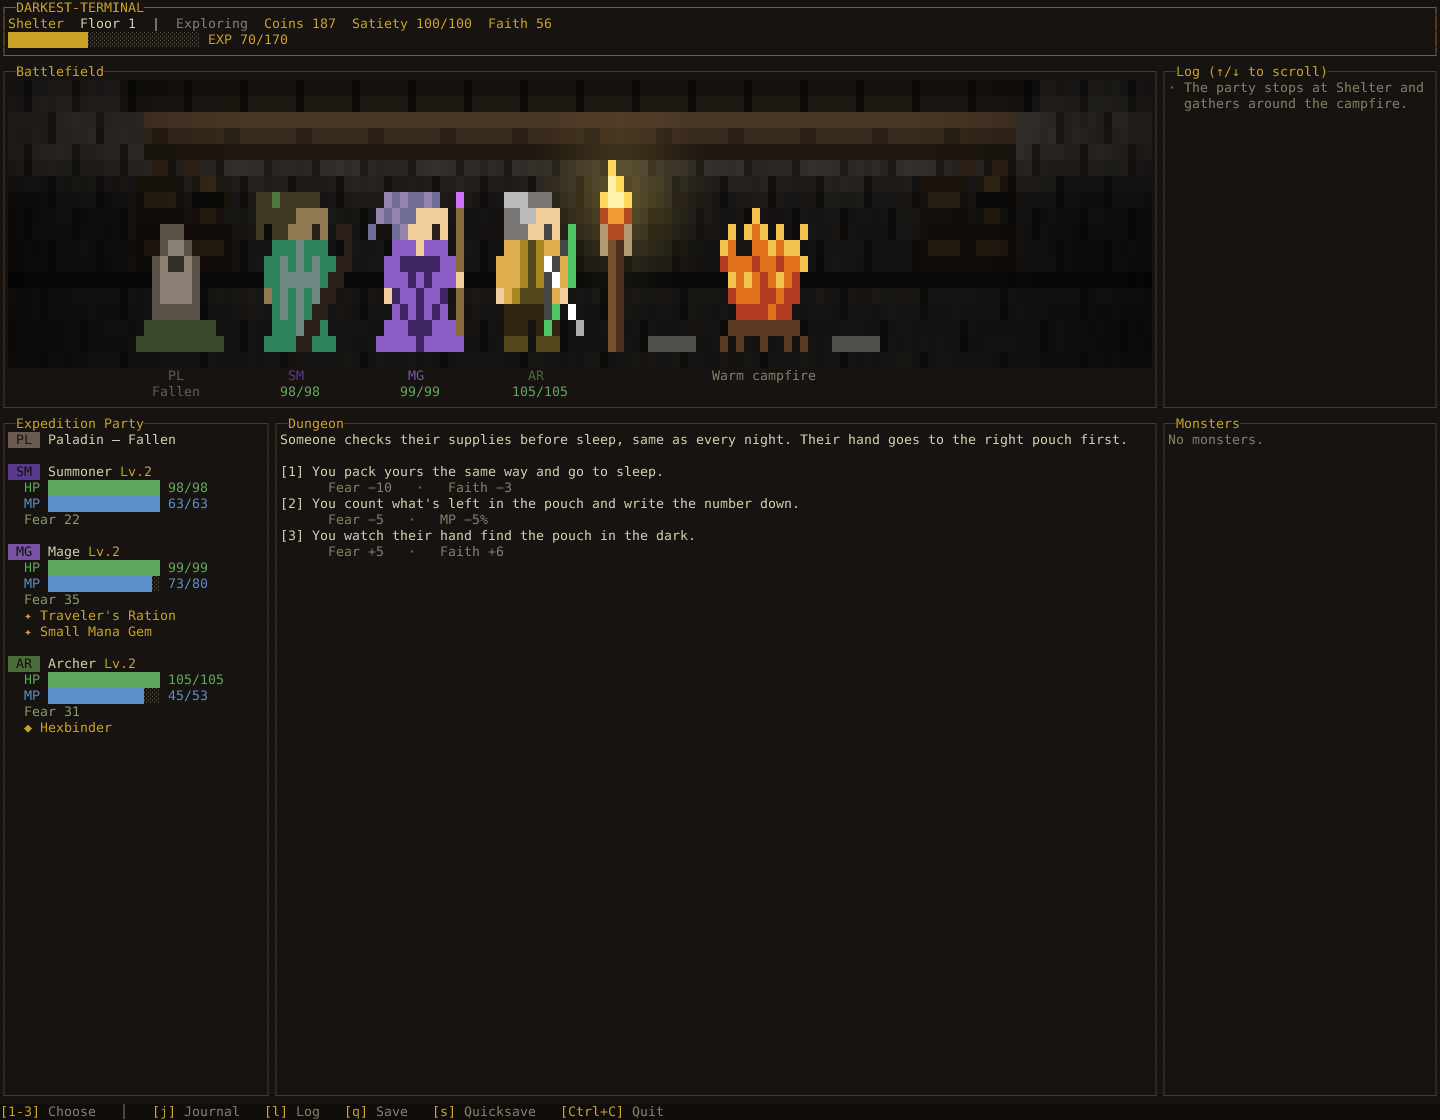 DARKEST-TERMINAL
Shelter  Floor 1  |  Exploring  Coins 187  Satiety 100/100  Faith 56
EXP 70/170
Battlefield
PL
Fallen
SM
98/98
MG
99/99
AR
105/105
Warm campfire
Log (↑/↓ to scroll)
· The party stops at Shelter and
gathers around the campfire.
Expedition Party
PL Paladin — Fallen
SM Summoner Lv.2
HP 98/98
MP 63/63
Fear 22
MG Mage Lv.2
HP 99/99
MP 73/80
Fear 35
✦ Traveler's Ration
✦ Small Mana Gem
AR Archer Lv.2
HP 105/105
MP 45/53
Fear 31
◆ Hexbinder
Dungeon
Someone checks their supplies before sleep, same as every night. Their hand goes to the right pouch first.
[1] You pack yours the same way and go to sleep.
Fear −10  ·  Faith −3
[2] You count what's left in the pouch and write the number down.
Fear −5  ·  MP −5%
[3] You watch their hand find the pouch in the dark.
Fear +5  ·  Faith +6
Monsters
No monsters.
[1-3] Choose  │  [j] Journal  [l] Log  [q] Save  [s] Quicksave  [Ctrl+C] Quit